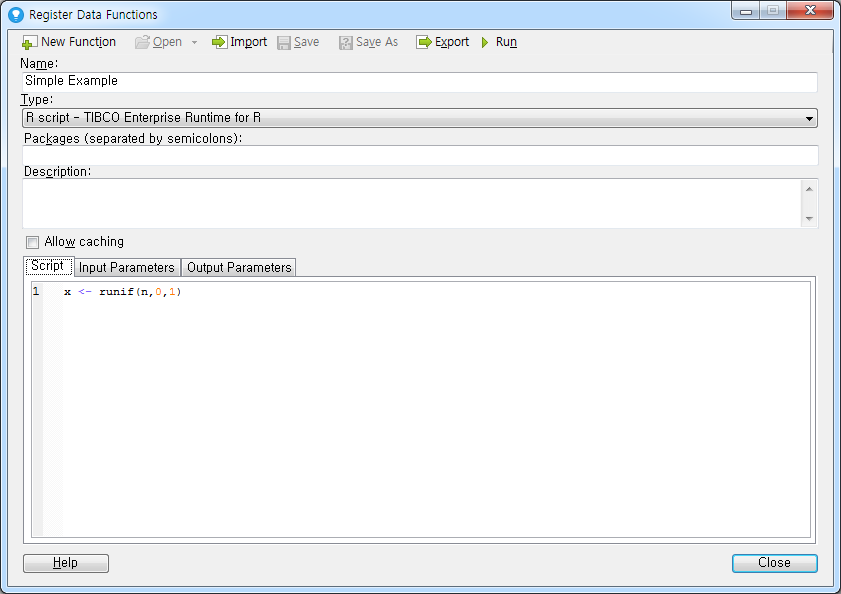 Register Data Functions
New Function Open Import Save Save As Export Run
Name:
Simple Example
Type:
R script - TIBCO Enterprise Runtime for R
Packages (separated by semicolons):
Description:
Allow caching
Script Input Parameters Output Parameters
1 x <- runif(n,0,1)
Help Close